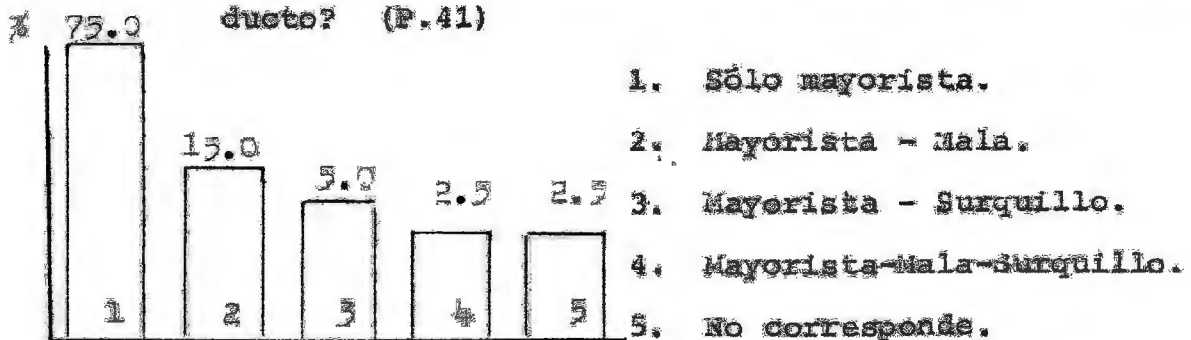 ducto? (P.41)
% 75.0
15.0
5.0
2.5
2.5
1 2 3 4 5
1. Sólo mayorista.
2. Mayorista - Mala.
3. Mayorista - Surquillo.
4. Mayorista-Mala-Surquillo.
5. No corresponde.